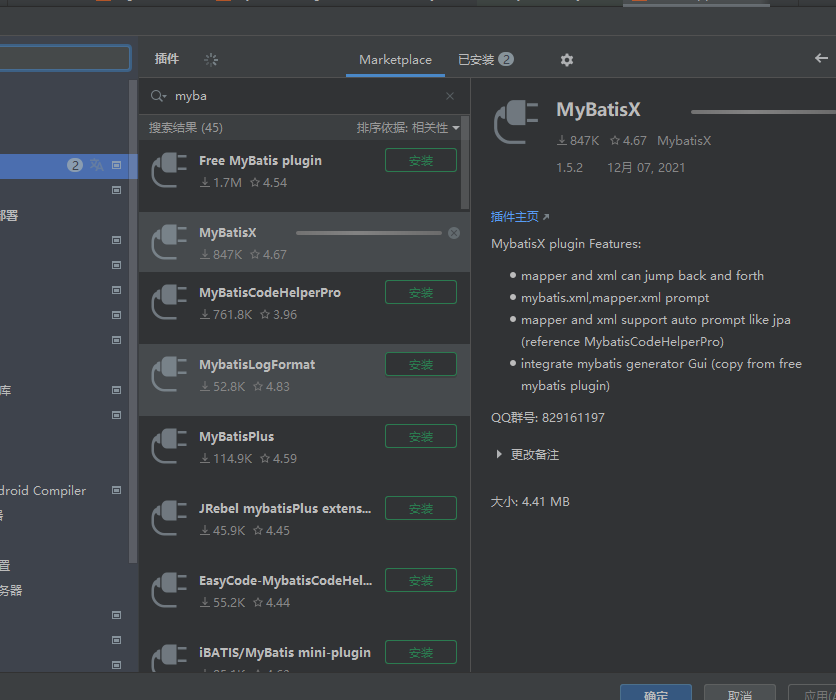 插件
Marketplace
已安装 2
myba
搜索结果 (45)
排序依据: 相关性
Free MyBatis plugin
安装
1.7M 4.54
MyBatisX
847K 4.67
MyBatisCodeHelperPro
安装
761.8K 3.96
MybatisLogFormat
安装
52.8K 4.83
MyBatisPlus
安装
114.9K 4.59
JRebel mybatisPlus extens...
安装
45.9K 4.45
EasyCode-MybatisCodeHel...
安装
55.2K 4.44
iBATIS/MyBatis mini-plugin
安装
2
部署
库
droid Compiler
器
置
务器
MyBatisX
847K 4.67 MybatisX
1.5.2 12月 07, 2021
插件主页
MybatisX plugin Features:
mapper and xml can jump back and forth
mybatis.xml,mapper.xml prompt
mapper and xml support auto prompt like jpa
(reference MybatisCodeHelperPro)
integrate mybatis generator Gui (copy from free
mybatis plugin)
QQ群号: 829161197
更改备注
大小: 4.41 MB
确定
取消
应用(